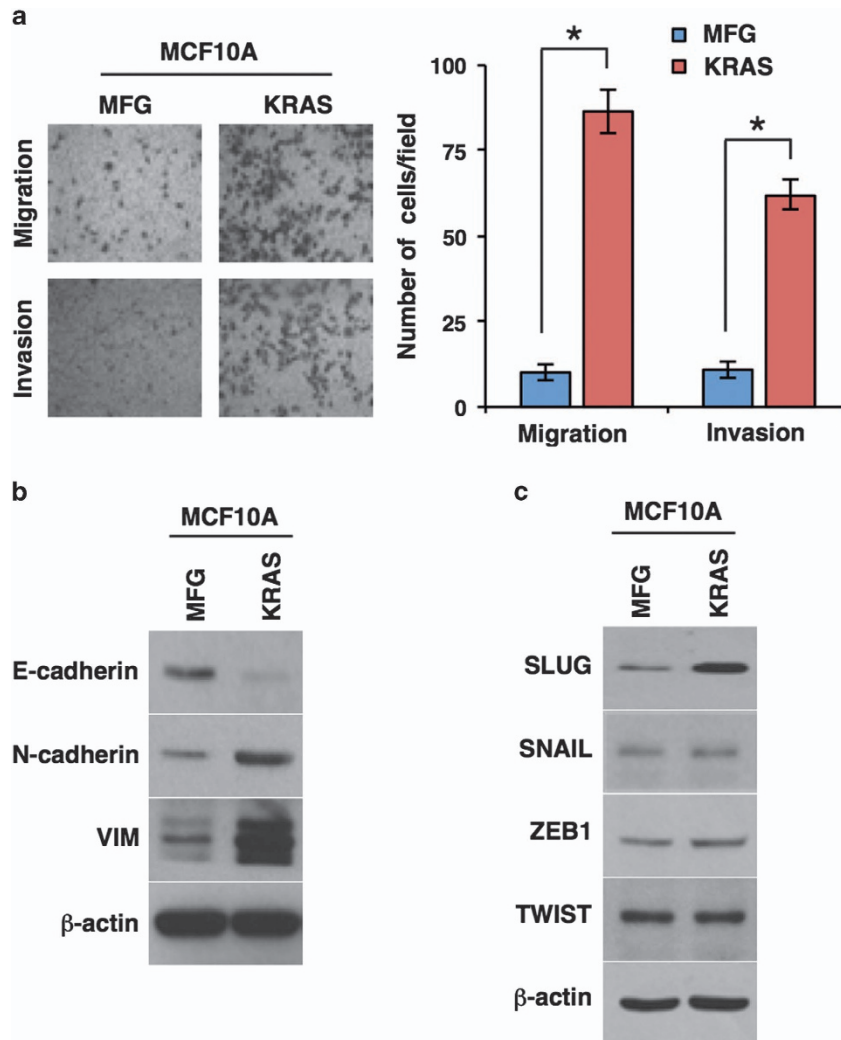 a
MCF10A
MFG KRAS
Migration
Invasion
MFG
KRAS
Number of cells/field
100
75
50
25
0
* *
Migration Invasion
b
MCF10A
MFG KRAS
E-cadherin
N-cadherin
VIM
β-actin
c
MCF10A
MFG KRAS
SLUG
SNAIL
ZEB1
TWIST
β-actin